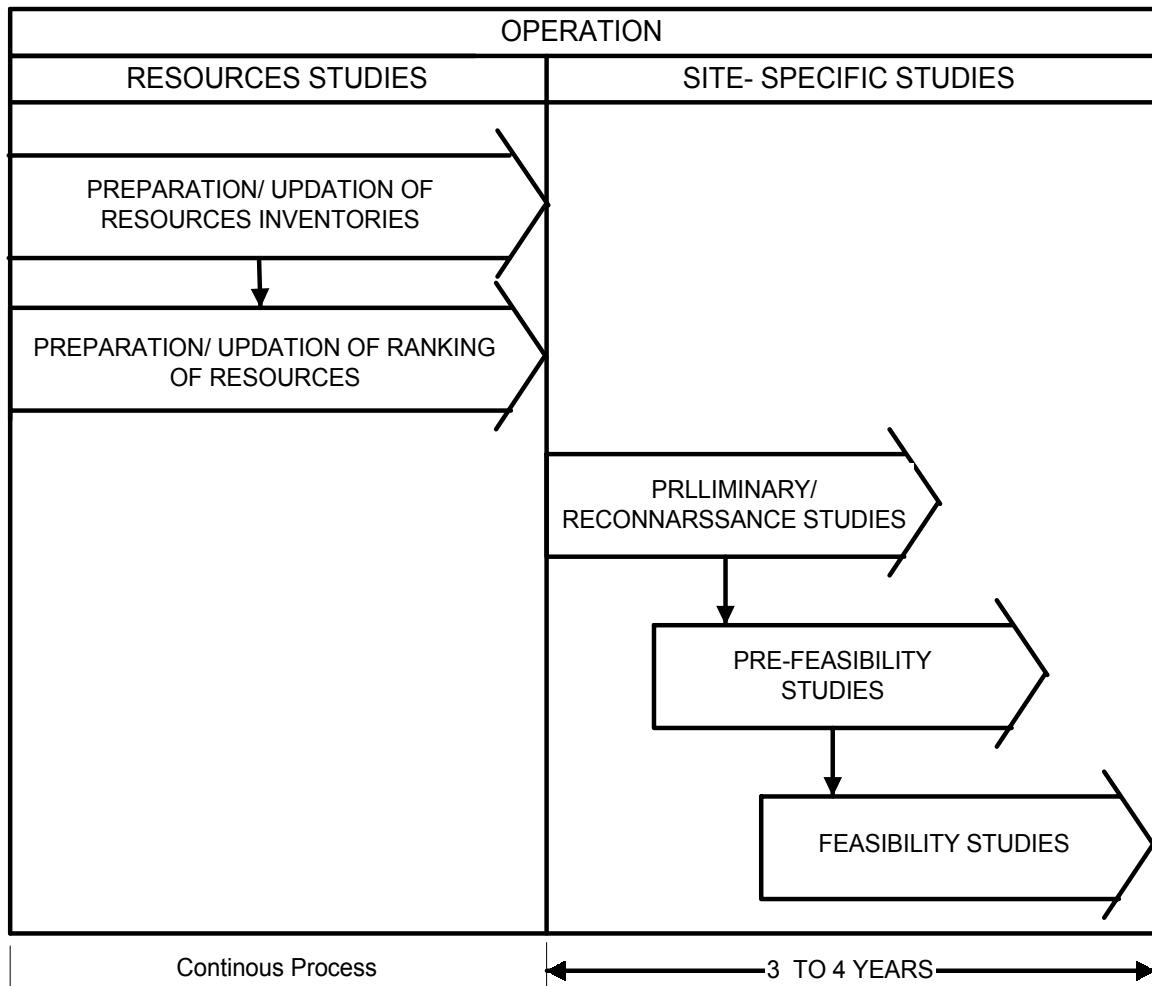 OPERATION
RESOURCES STUDIES
SITE- SPECIFIC STUDIES
PREPARATION/ UPDATION OF
RESOURCES INVENTORIES
PREPARATION/ UPDATION OF RANKING
OF RESOURCES
PRLLIMINARY/
RECONNARSSANCE STUDIES
PRE-FEASIBILITY
STUDIES
FEASIBILITY STUDIES
Continous Process
3 TO 4 YEARS